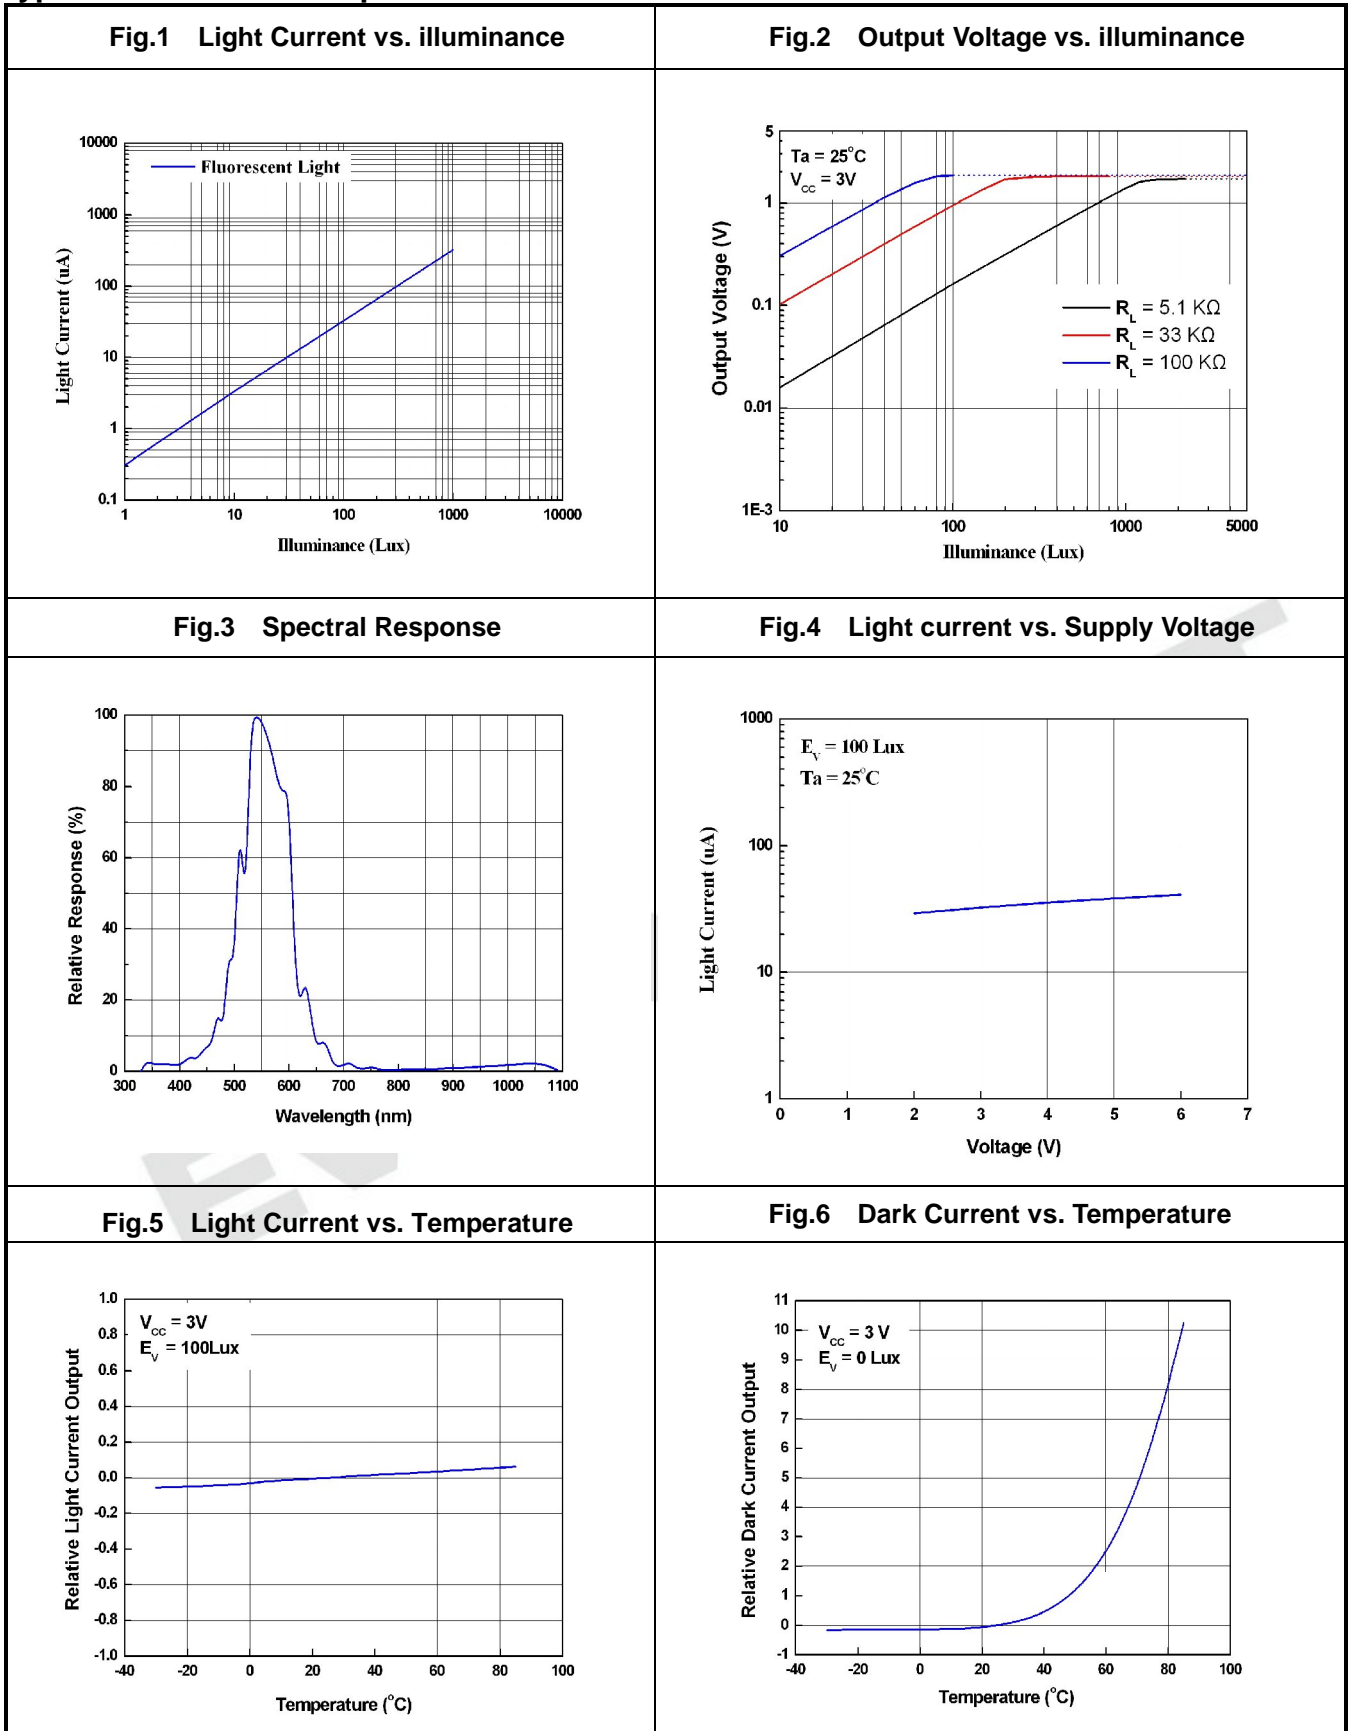 Fig.1 Light Current vs. illuminance
10000
1000
100
10
1
0.1
Light Current (uA)
Fluorescent Light
1 10 100 1000 10000
Illuminance (Lux)
Fig.2 Output Voltage vs. illuminance
5
1
0.1
0.01
1E-3
Output Voltage (V)
Ta = 25°C
VCC = 3V
RL = 5.1 KΩ
RL = 33 KΩ
RL = 100 KΩ
10 100 1000 5000
Illuminance (Lux)
Fig.3 Spectral Response
100
80
60
40
20
0
Relative Response (%)
300 400 500 600 700 800 900 1000 1100
Wavelength (nm)
Fig.4 Light current vs. Supply Voltage
1000
100
10
1
Light Current (uA)
EV = 100 Lux
Ta = 25°C
0 1 2 3 4 5 6 7
Voltage (V)
Fig.5 Light Current vs. Temperature
1.0
0.8
0.6
0.4
0.2
0.0
-0.2
-0.4
-0.6
-0.8
-1.0
Relative Light Current Output
VCC = 3V
EV = 100Lux
-40 -20 0 20 40 60 80 100
Temperature (°C)
Fig.6 Dark Current vs. Temperature
11
10
9
8
7
6
5
4
3
2
1
0
-1
Relative Dark Current Output
VCC = 3 V
EV = 0 Lux
-40 -20 0 20 40 60 80 100
Temperature (°C)